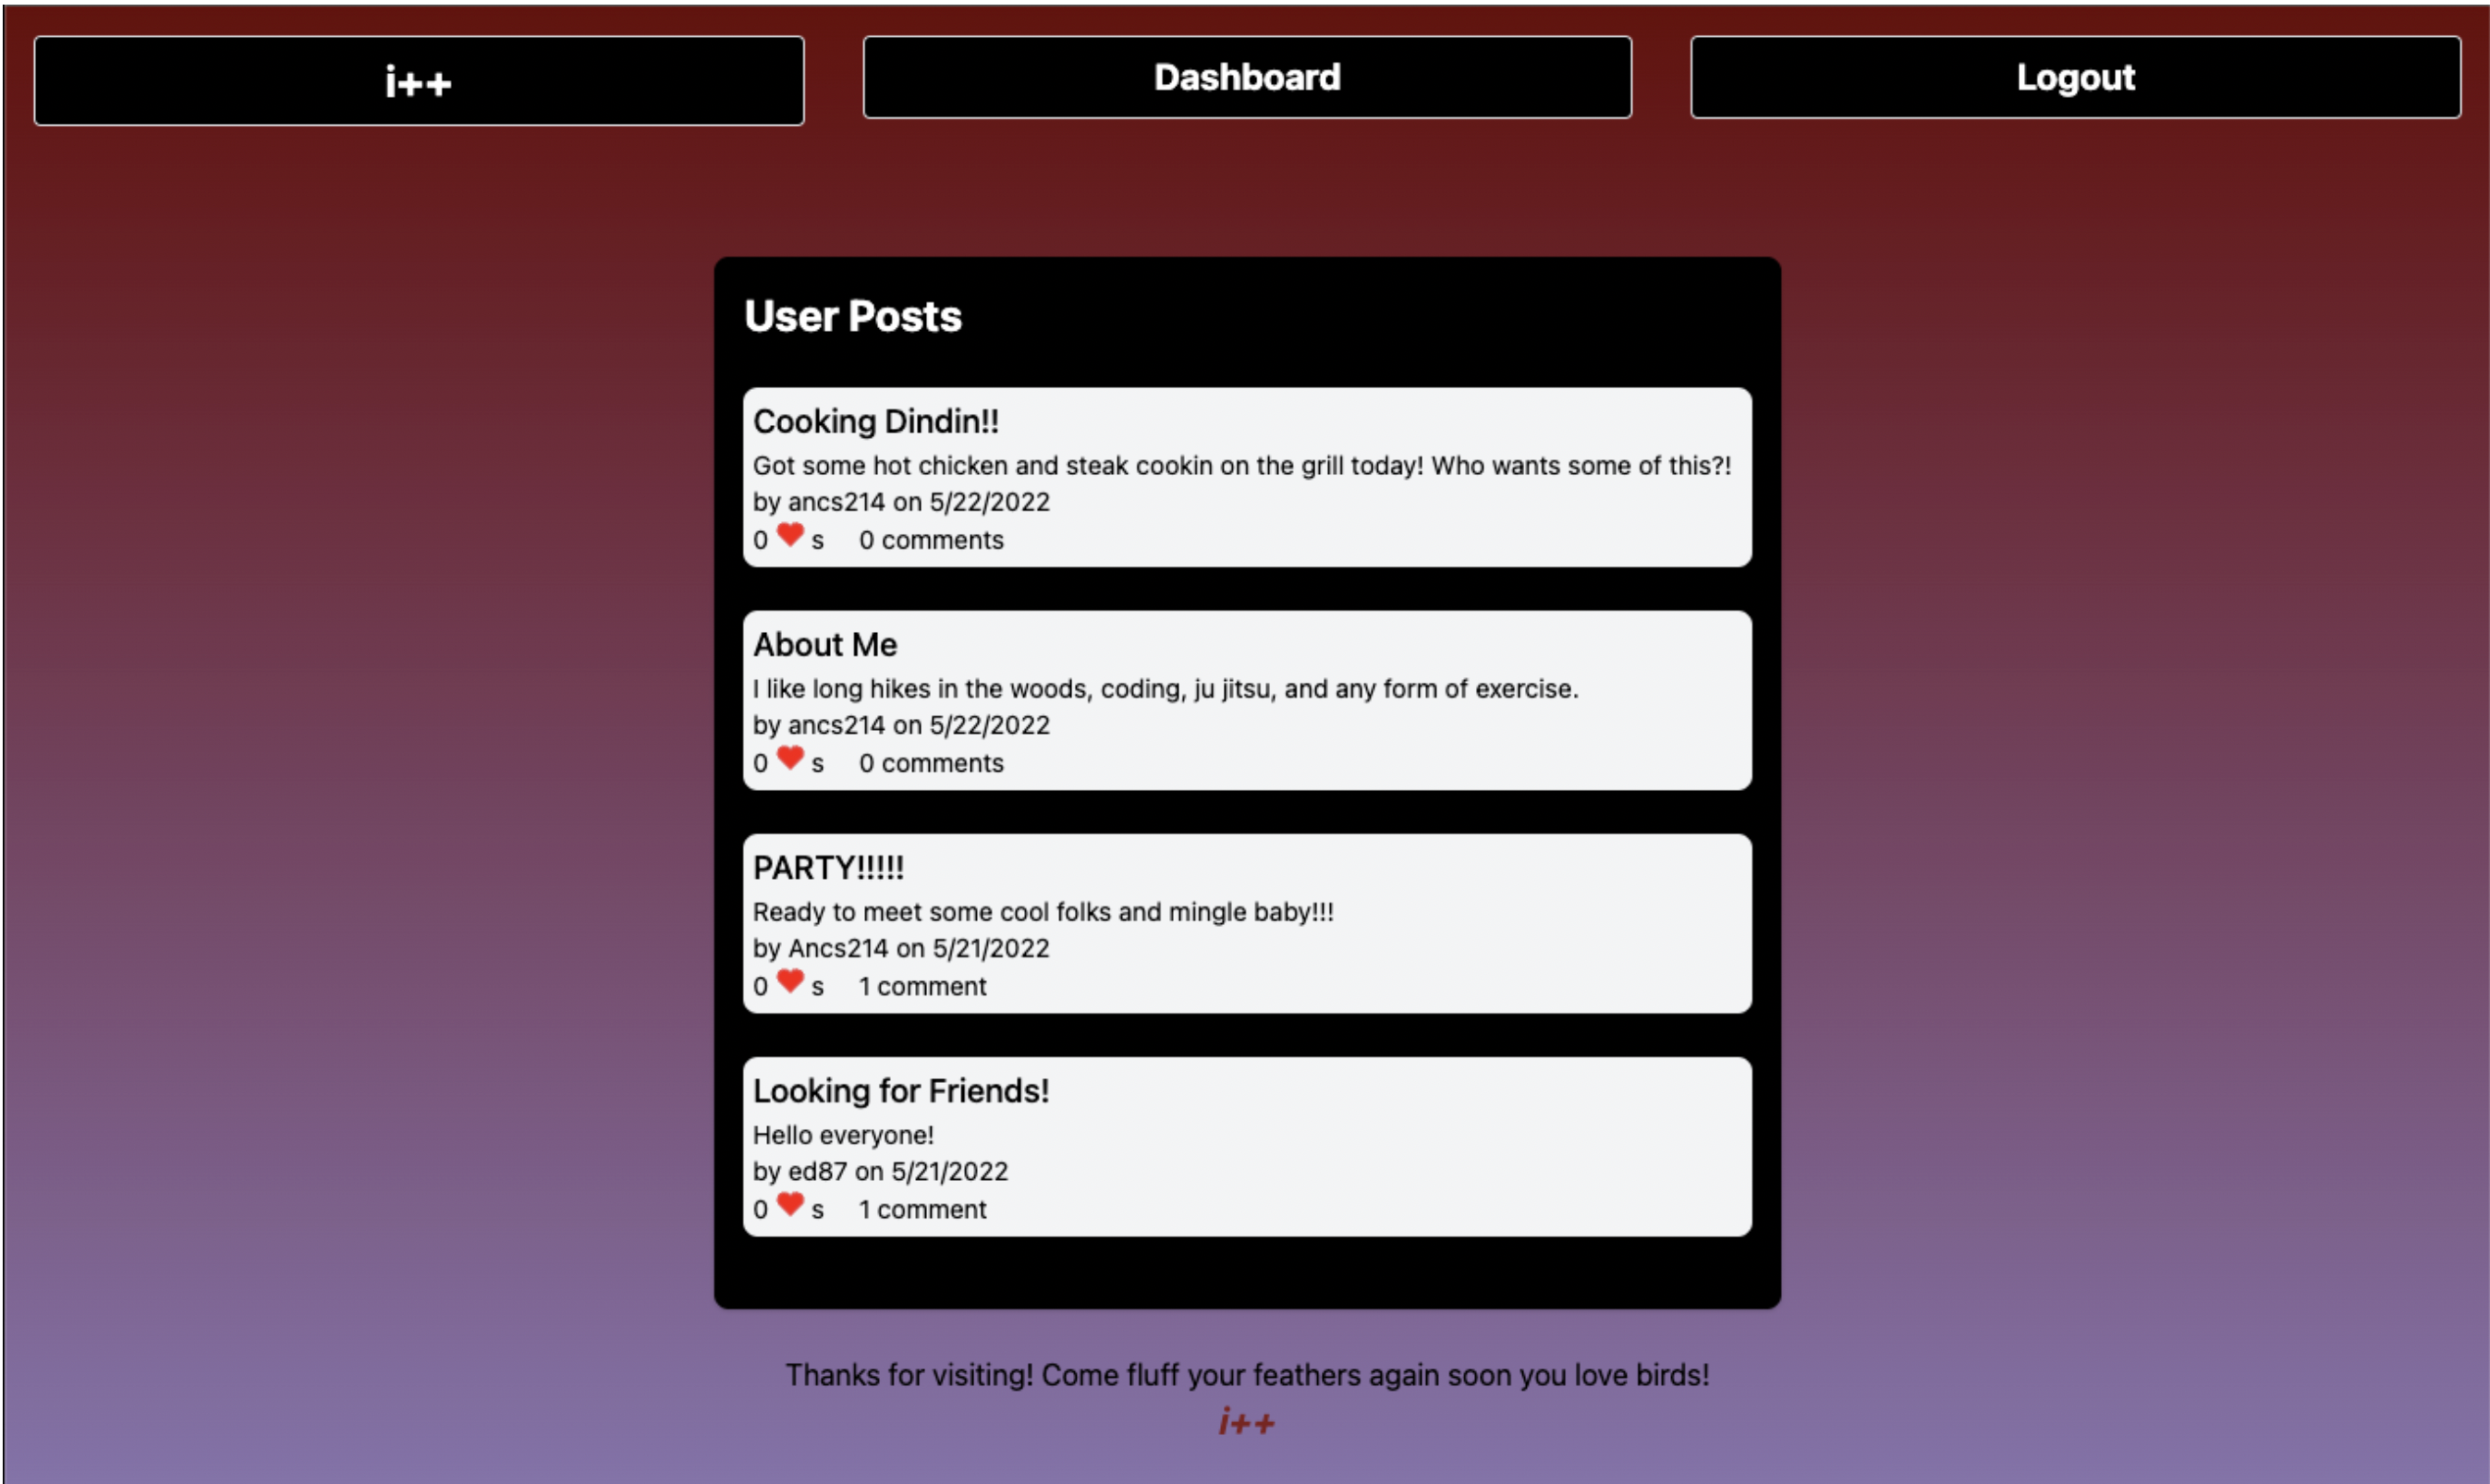 i++
Dashboard
Logout
User Posts
Cooking Dindin!!
Got some hot chicken and steak cookin on the grill today! Who wants some of this?!
by ancs214 on 5/22/2022
0 ❤️ s 0 comments
About Me
I like long hikes in the woods, coding, ju jitsu, and any form of exercise.
by ancs214 on 5/22/2022
0 ❤️ s 0 comments
PARTY!!!!!
Ready to meet some cool folks and mingle baby!!!
by Ancs214 on 5/21/2022
0 ❤️ s 1 comment
Looking for Friends!
Hello everyone!
by ed87 on 5/21/2022
0 ❤️ s 1 comment
Thanks for visiting! Come fluff your feathers again soon you love birds!
i++